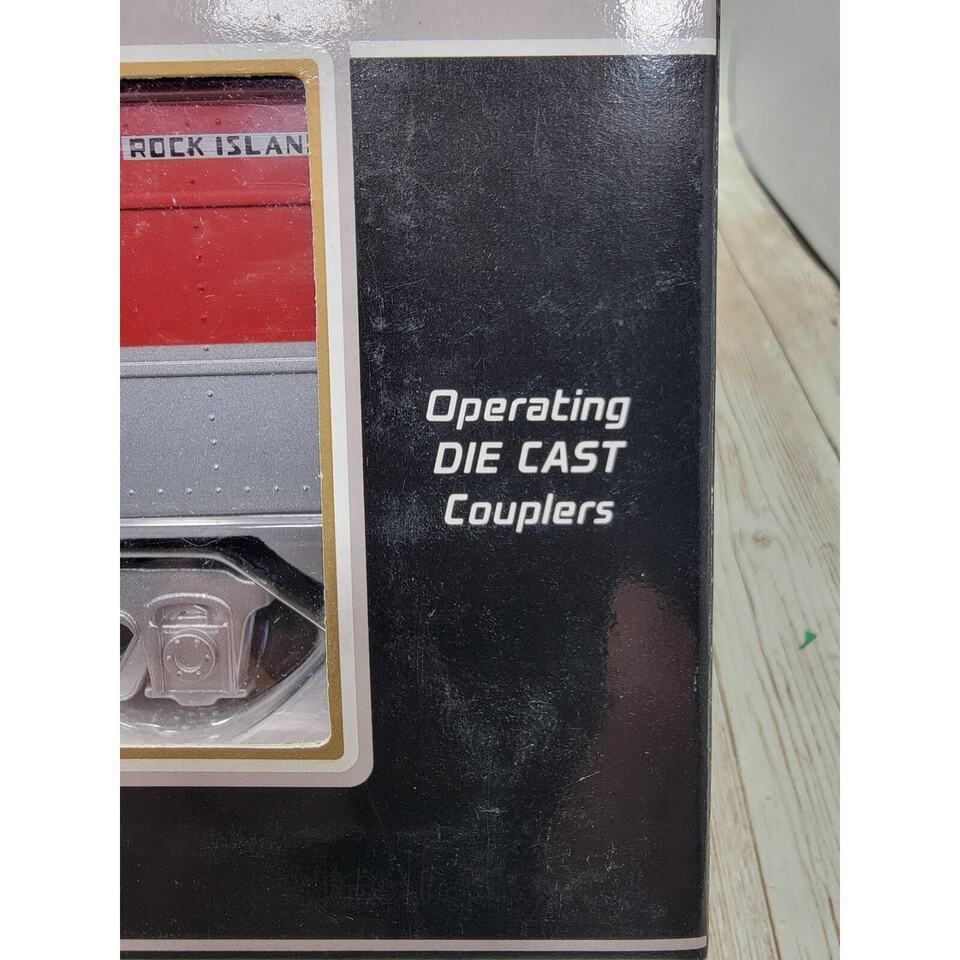 ROCK ISLAN
Operating
DIE CAST
Couplers